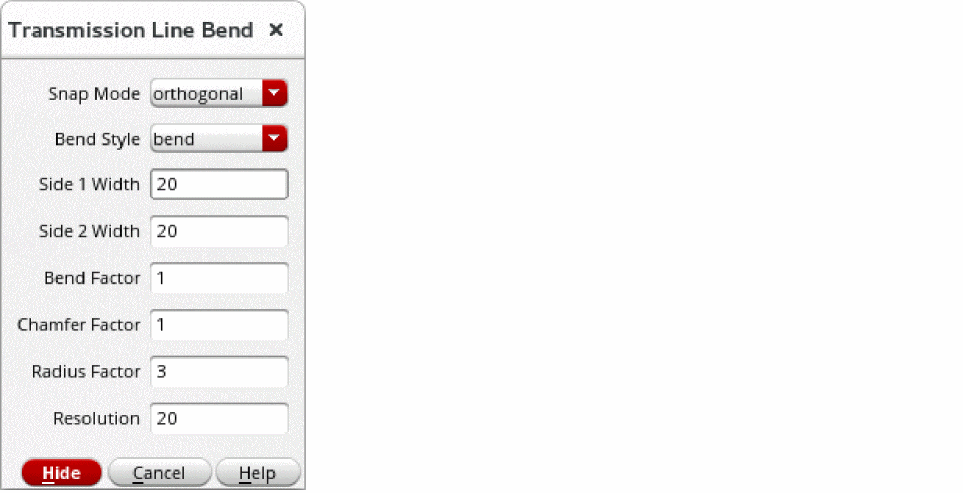 Transmission Line Bend ×
Snap Mode orthogonal
Bend Style bend
Side 1 Width 20
Side 2 Width 20
Bend Factor 1
Chamfer Factor 1
Radius Factor 3
Resolution 20
Hide Cancel Help